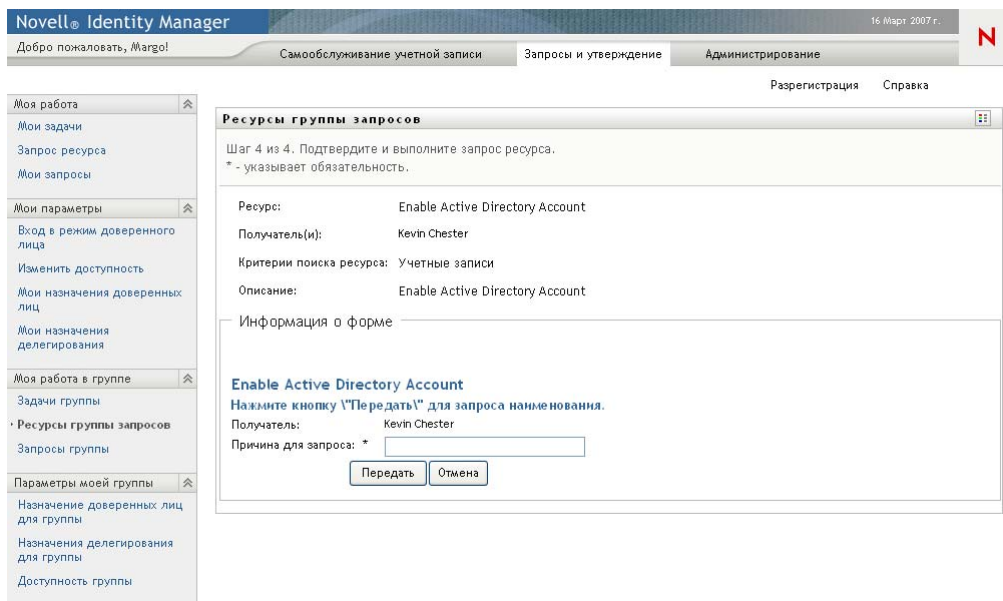 Novell® Identity Manager
16 Март 2007 г.
Добро пожаловать, Margo!
Самообслуживание учетной записи
Запросы и утверждение
Администрирование
N
Разрегистрация
Справка
Моя работа
Мои задачи
Запрос ресурса
Мои запросы
Мои параметры
Вход в режим доверенного
лица
Изменить доступность
Мои назначения доверенных
лиц
Мои назначения
делегирования
Моя работа в группе
Задачи группы
Ресурсы группы запросов
Запросы группы
Параметры моей группы
Назначение доверенных лиц
для группы
Назначения делегирования
для группы
Доступность группы
Ресурсы группы запросов
Шаг 4 из 4. Подтвердите и выполните запрос ресурса.
* - указывает обязательность.
Ресурс: Enable Active Directory Account
Получатель(и): Kevin Chester
Критерии поиска ресурса: Учетные записи
Описание: Enable Active Directory Account
Информация о форме
Enable Active Directory Account
Нажмите кнопку \"Передать\" для запроса наименования.
Получатель: Kevin Chester
Причина для запроса: *
Передать
Отмена